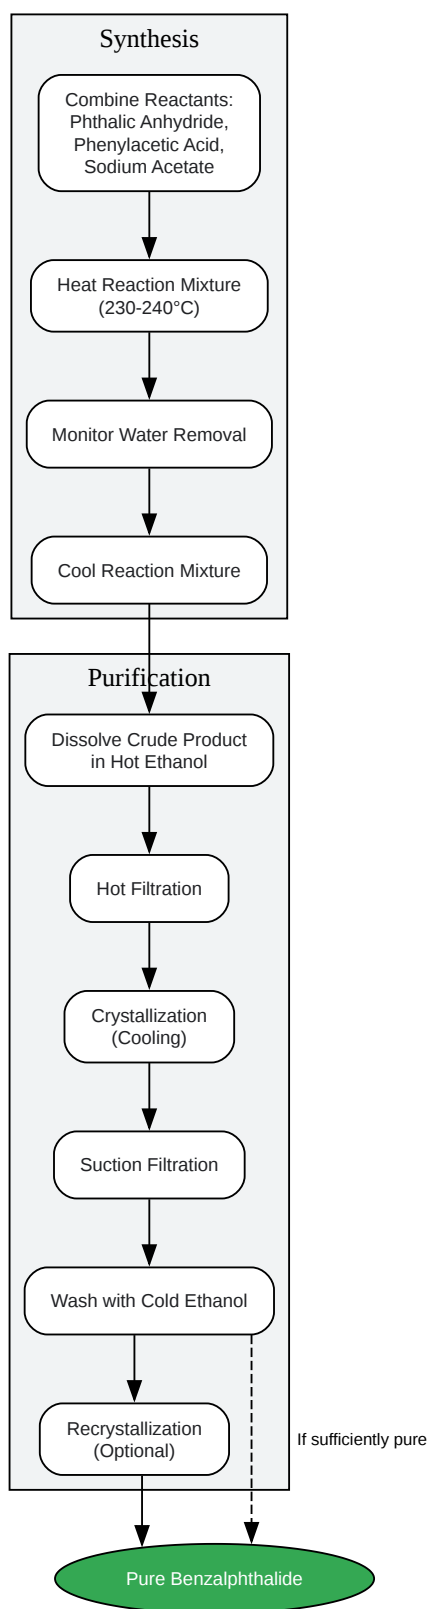 Synthesis
Combine Reactants:
Phthalic Anhydride,
Phenylacetic Acid,
Sodium Acetate
Heat Reaction Mixture
(230-240°C)
Monitor Water Removal
Cool Reaction Mixture
Purification
Dissolve Crude Product
in Hot Ethanol
Hot Filtration
Crystallization
(Cooling)
Suction Filtration
Wash with Cold Ethanol
Recrystallization
(Optional)
If sufficiently pure
Pure Benzalphthalide